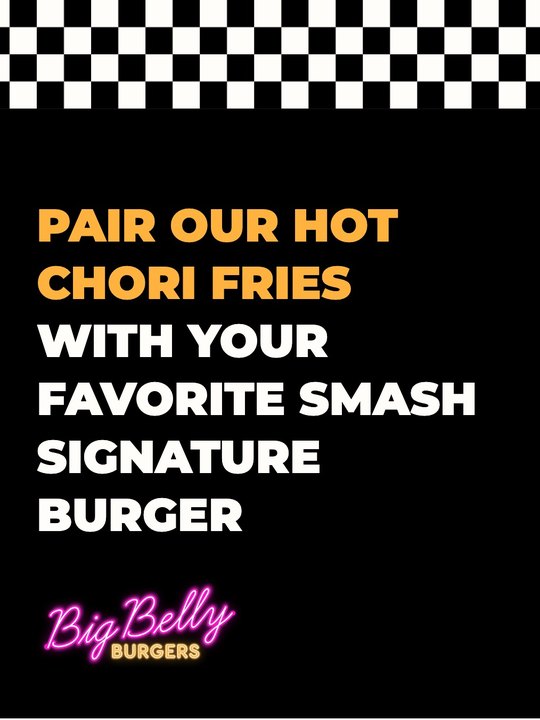 PAIR OUR HOT
CHORI FRIES
WITH YOUR
FAVORITE SMASH
SIGNATURE
BURGER
Big Belly
BURGERS